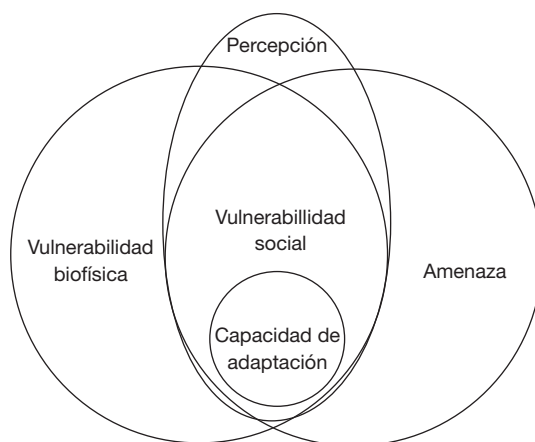 Percepción
Vulnerabillidad
social
Vulnerabilidad
biofísica
Amenaza
Capacidad de
adaptación